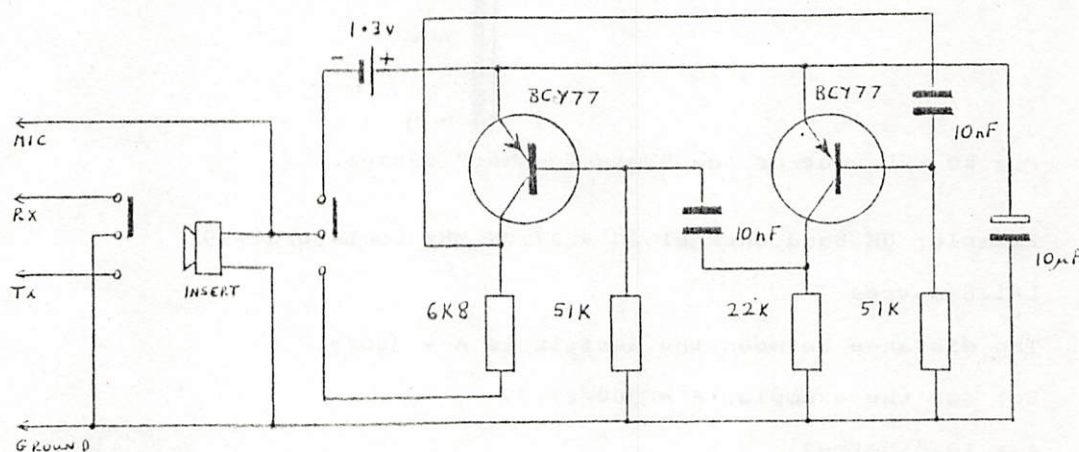 1·3v
- +
BCY77
BCY77
MIC
10nF
RX
10nF
10µF
Tx
INSERT
6K8
51K
22K
51K
GROUND